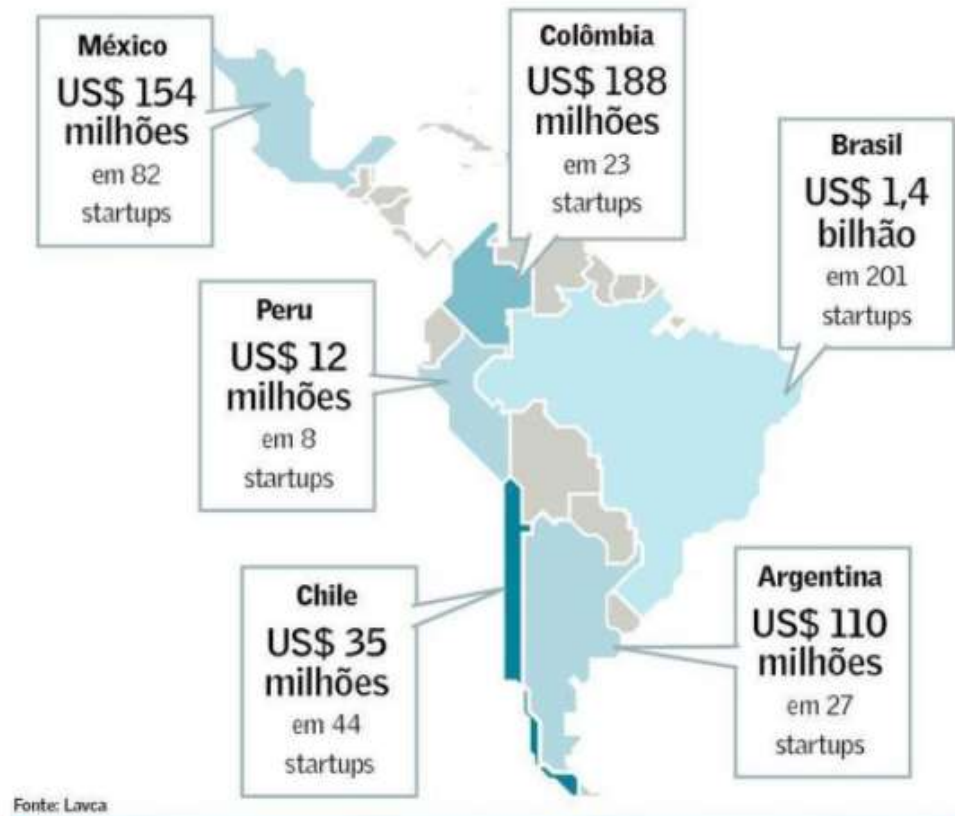 México
US$ 154
milhões
em 82
startups
Colômbia
US$ 188
milhões
em 23
startups
Brasil
US$ 1,4
bilhão
em 201
startups
Peru
US$ 12
milhões
em 8
startups
Chile
US$ 35
milhões
em 44
startups
Argentina
US$ 110
milhões
em 27
startups
Fonte: Lavca